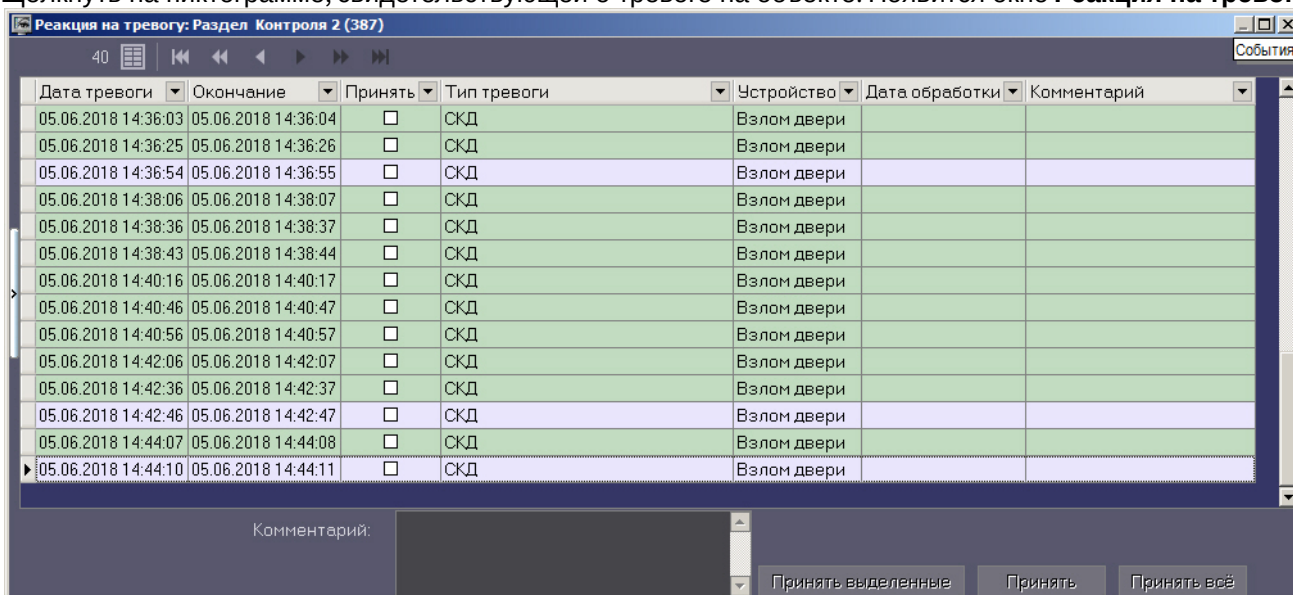 Щелкнуть на пиктограмме, свидетельствующей о тревоге на объекте. Появится окно Реакция на
Реакция на тревогу: Раздел Контроля 2 (387)
40
События
Дата тревоги Окончание Принять Тип тревоги Устройство Дата обработки Комментарий
05.06.2018 14:36:03 05.06.2018 14:36:04 СКД Взлом двери
05.06.2018 14:36:25 05.06.2018 14:36:26 СКД Взлом двери
05.06.2018 14:36:54 05.06.2018 14:36:55 СКД Взлом двери
05.06.2018 14:38:06 05.06.2018 14:38:07 СКД Взлом двери
05.06.2018 14:38:36 05.06.2018 14:38:37 СКД Взлом двери
05.06.2018 14:38:43 05.06.2018 14:38:44 СКД Взлом двери
05.06.2018 14:40:16 05.06.2018 14:40:17 СКД Взлом двери
05.06.2018 14:40:46 05.06.2018 14:40:47 СКД Взлом двери
05.06.2018 14:40:56 05.06.2018 14:40:57 СКД Взлом двери
05.06.2018 14:42:06 05.06.2018 14:42:07 СКД Взлом двери
05.06.2018 14:42:36 05.06.2018 14:42:37 СКД Взлом двери
05.06.2018 14:42:46 05.06.2018 14:42:47 СКД Взлом двери
05.06.2018 14:44:07 05.06.2018 14:44:08 СКД Взлом двери
05.06.2018 14:44:10 05.06.2018 14:44:11 СКД Взлом двери
Комментарий:
Принять выделенные Принять Принять всё